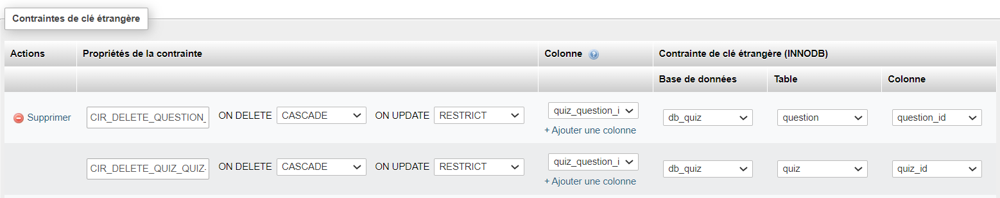 Contraintes de clé étrangère
Actions Propriétés de la contrainte Colonne Contrainte de clé étrangère (INNODB)
Base de données Table Colonne
Supprimer CIR_DELETE_QUESTION_ ON DELETE CASCADE ON UPDATE RESTRICT quiz_question_i db_quiz question question_id
+ Ajouter une colonne
CIR_DELETE_QUIZ_QUIZ- ON DELETE CASCADE ON UPDATE RESTRICT quiz_question_i db_quiz quiz quiz_id
+ Ajouter une colonne